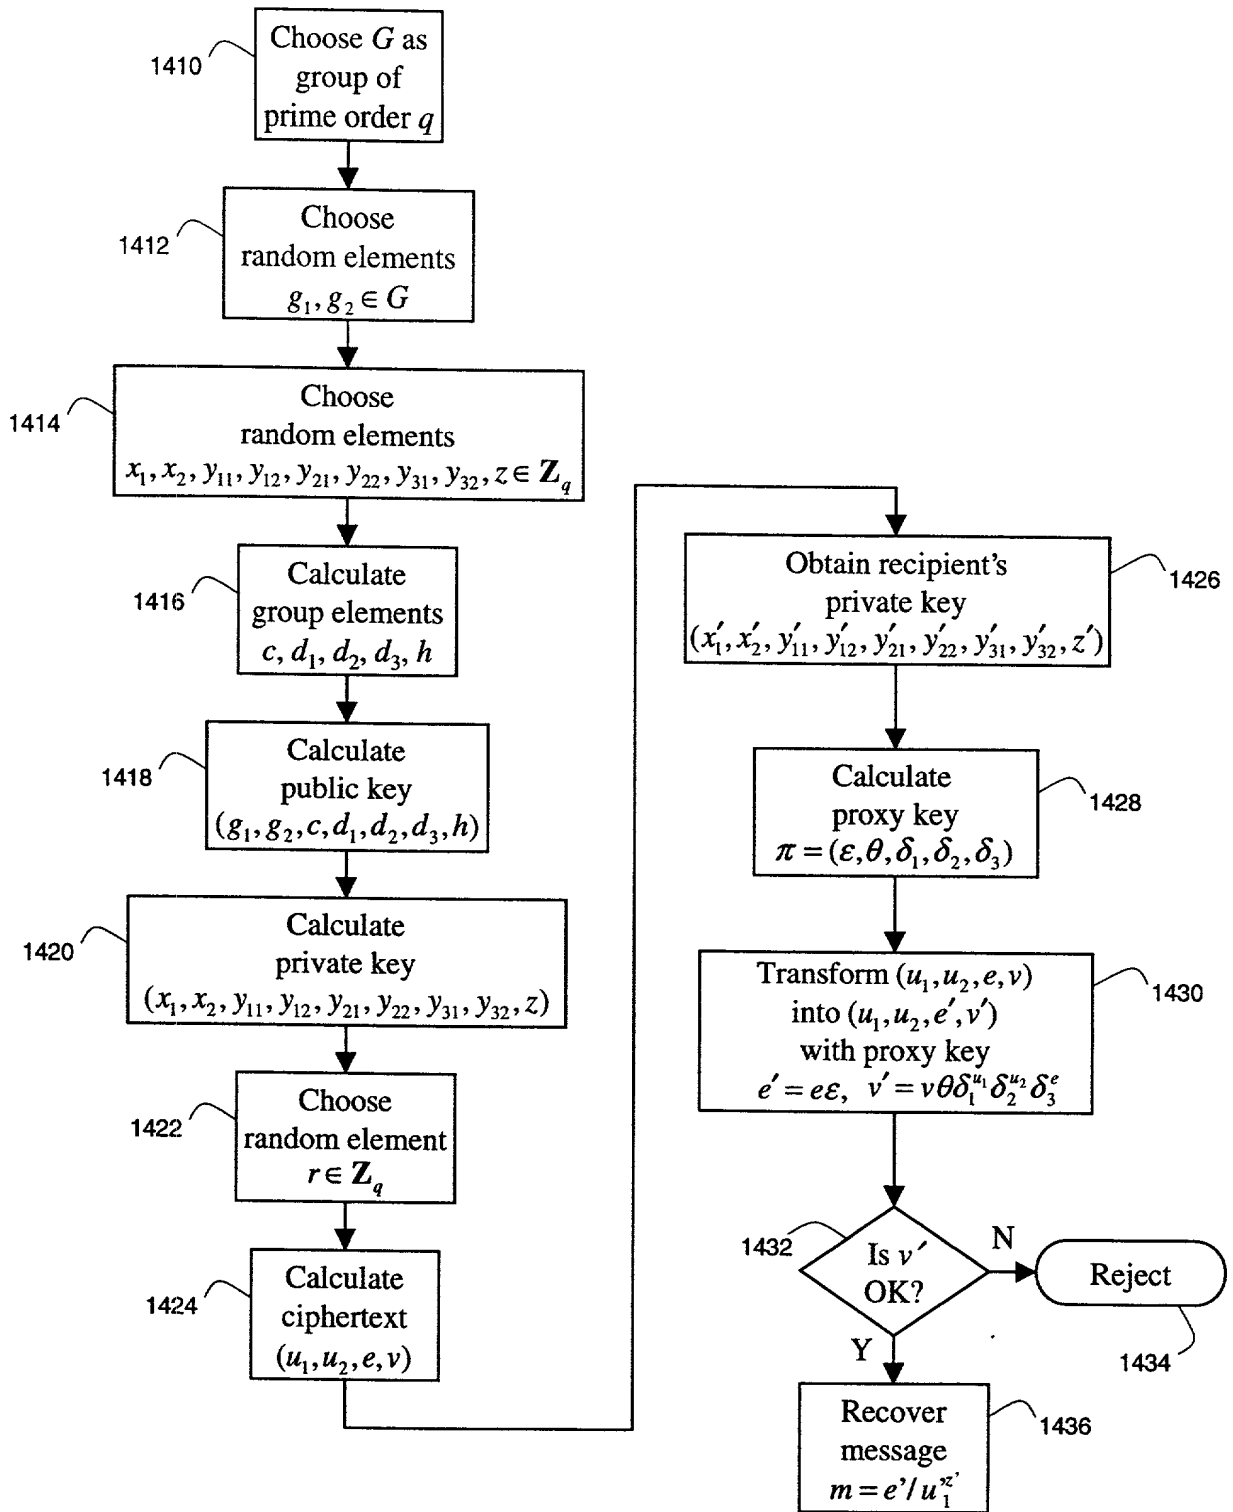 1410
Choose G as
group of
prime order q
1412
Choose
random elements
g₁, g₂ ∈ G
1414
Choose
random elements
x₁, x₂, y₁₁, y₁₂, y₂₁, y₂₂, y₃₁, y₃₂, z ∈ Z_q
1416
Calculate
group elements
c, d₁, d₂, d₃, h
1418
Calculate
public key
(g₁, g₂, c, d₁, d₂, d₃, h)
1420
Calculate
private key
(x₁, x₂, y₁₁, y₁₂, y₂₁, y₂₂, y₃₁, y₃₂, z)
1422
Choose
random element
r ∈ Z_q
1424
Calculate
ciphertext
(u₁, u₂, e, v)
1426
Obtain recipient's
private key
(x′₁, x′₂, y′₁₁, y′₁₂, y′₂₁, y′₂₂, y′₃₁, y′₃₂, z′)
1428
Calculate
proxy key
π = (ε, θ, δ₁, δ₂, δ₃)
1430
Transform (u₁, u₂, e, v)
into (u₁, u₂, e′, v′)
with proxy key
e′ = eε, v′ = vθδ₁^{u₁}δ₂^{u₂}δ₃^{e}
1432
Is v′
OK?
N
Reject
1434
Y
1436
Recover
message
m = e' / u₁'^{z'}